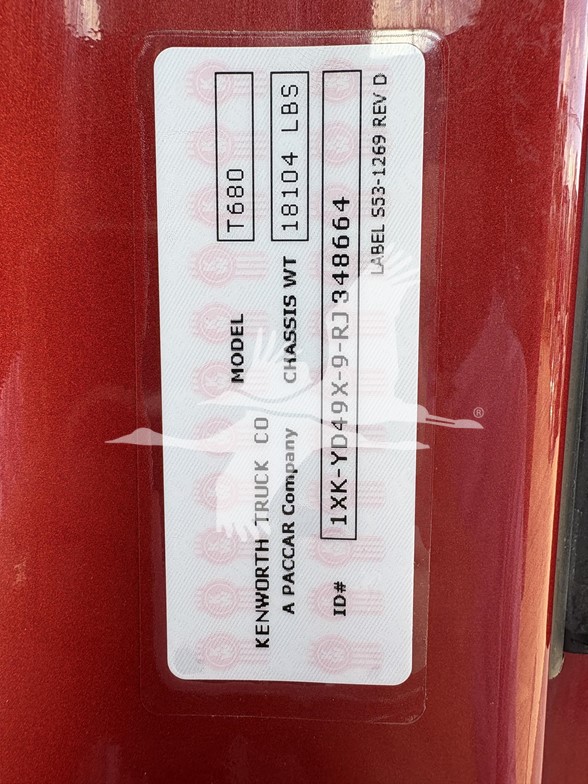 KENWORTH TRUCK CO MODEL T680
A PACCAR Company CHASSIS WT 18104 LBS
ID# 1XK-YD49X-9-RJ348664
LABEL S53-1269 REV D
®